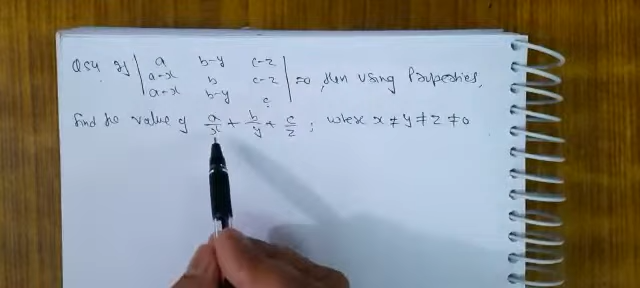 Q54 If | a b-y c-z |
| a-x b c-z | =0, then using Properties,
| a-x b-y c |
find the value of a/x + b/y + c/z ; where x ≠ y ≠ z ≠ 0